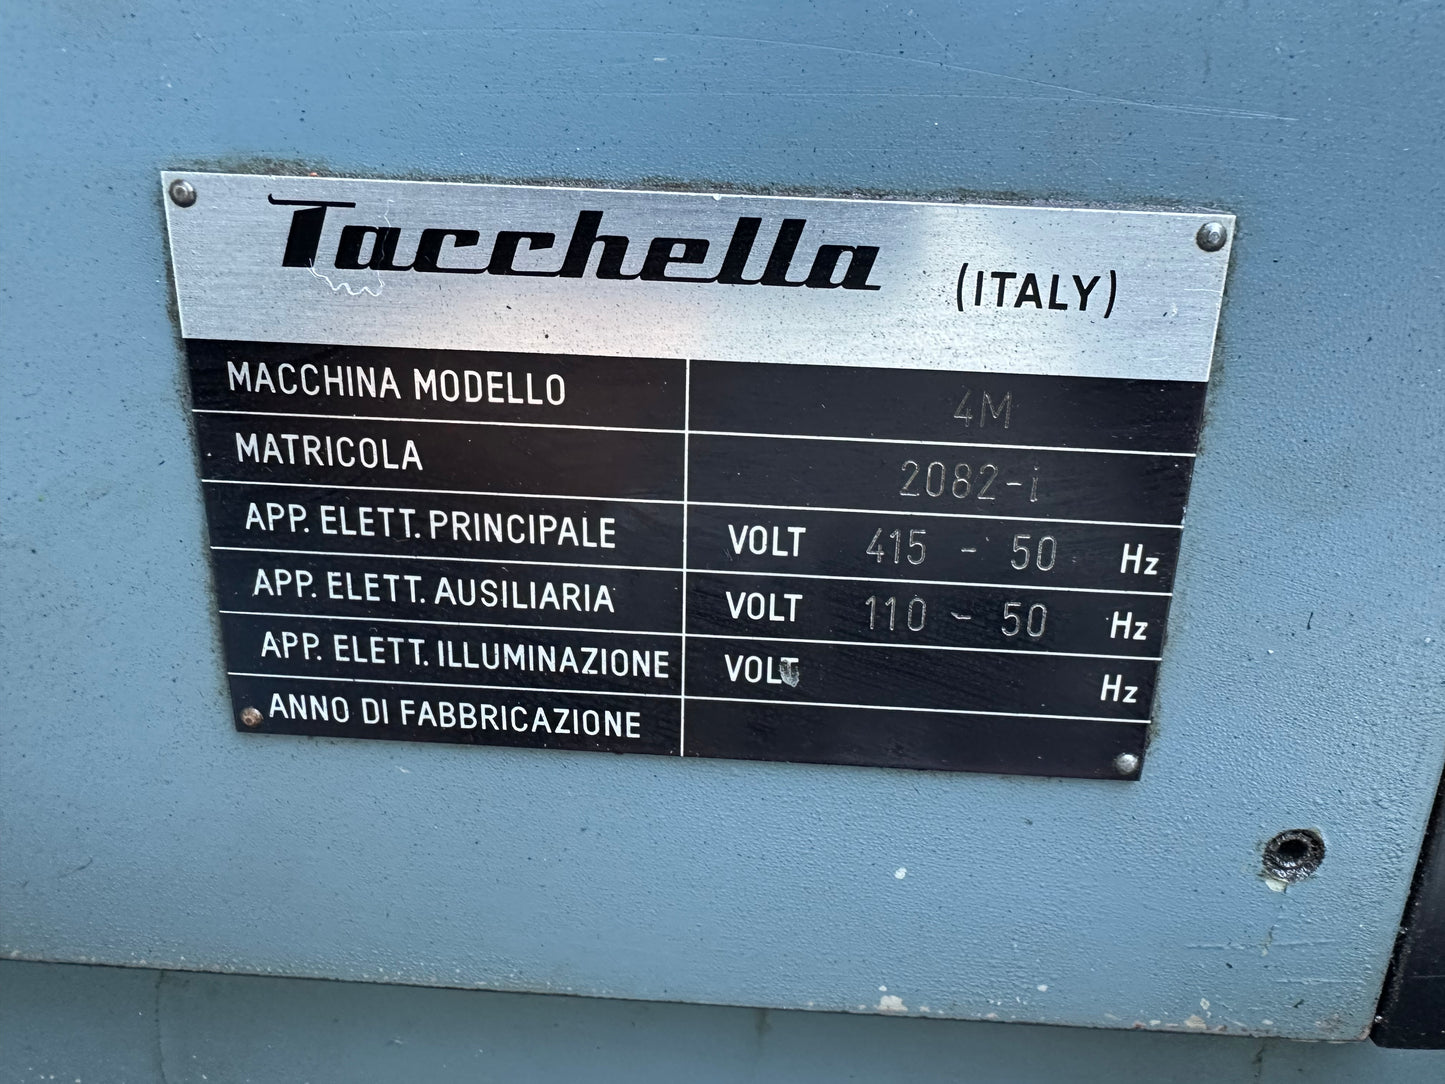 Tacchella (ITALY)
MACCHINA MODELLO 4M
MATRICOLA 2082-i
APP. ELETT. PRINCIPALE VOLT 415 - 50 Hz
APP. ELETT. AUSILIARIA VOLT 110 - 50 Hz
APP. ELETT. ILLUMINAZIONE VOLT Hz
ANNO DI FABBRICAZIONE